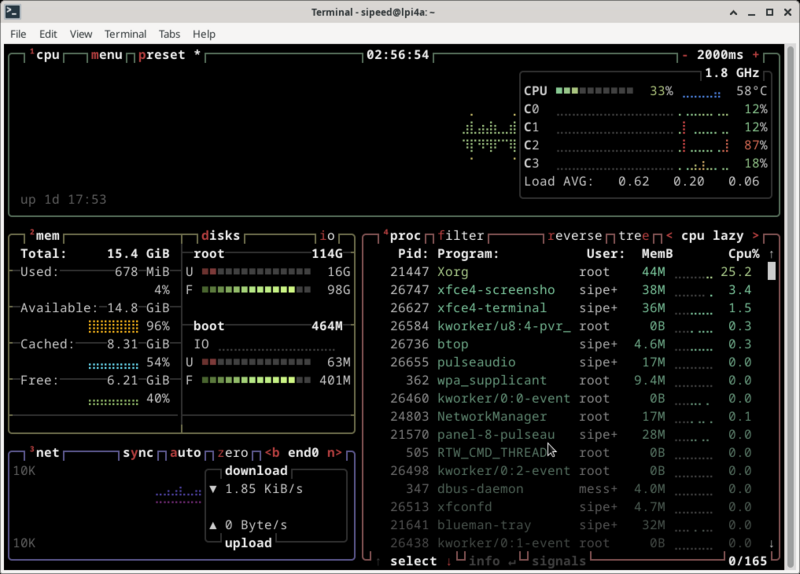 Terminal - sipeed@lpi4a: ~
File Edit View Terminal Tabs Help
1cpu menu preset * 02:56:54 - 2000ms +
1.8 GHz
CPU 33% 58°C
C0 12%
C1 12%
C2 87%
C3 18%
Load AVG: 0.62 0.20 0.06
up 1d 17:53
2mem
Total: 15.4 GiB
Used: 678 MiB
4%
Available: 14.8 GiB
96%
Cached: 8.31 GiB
54%
Free: 6.21 GiB
40%
disks io
root 114G
U 16G
F 98G
boot 464M
IO
U 63M
F 401M
3net sync auto zero <b end0 n>
10K
download
▼ 1.85 KiB/s
▲ 0 Byte/s
upload
10K
4proc filter reverse tree < cpu lazy >
Pid: Program: User: MemB Cpu% ↑
21447 Xorg root 44M 25.2
26747 xfce4-screensho sipe+ 38M 3.4
26627 xfce4-terminal sipe+ 36M 1.5
26584 kworker/u8:4-pvr_ root 0B 0.3
26736 btop sipe+ 4.6M 0.3
26655 pulseaudio sipe+ 17M 0.0
362 wpa_supplicant root 9.4M 0.0
26460 kworker/0:0-event root 0B 0.0
24803 NetworkManager root 17M 0.1
21570 panel-8-pulseau sipe+ 28M 0.0
505 RTW_CMD_THREAD root 0B 0.0
26498 kworker/0:2-event root 0B 0.0
347 dbus-daemon mess+ 4.0M 0.0
26513 xfconfd sipe+ 4.7M 0.0
21641 blueman-tray sipe+ 32M 0.0
26438 kworker/0:1-event root 0B 0.0 ↓
↑ select ↓ info ↵ signals 0/165